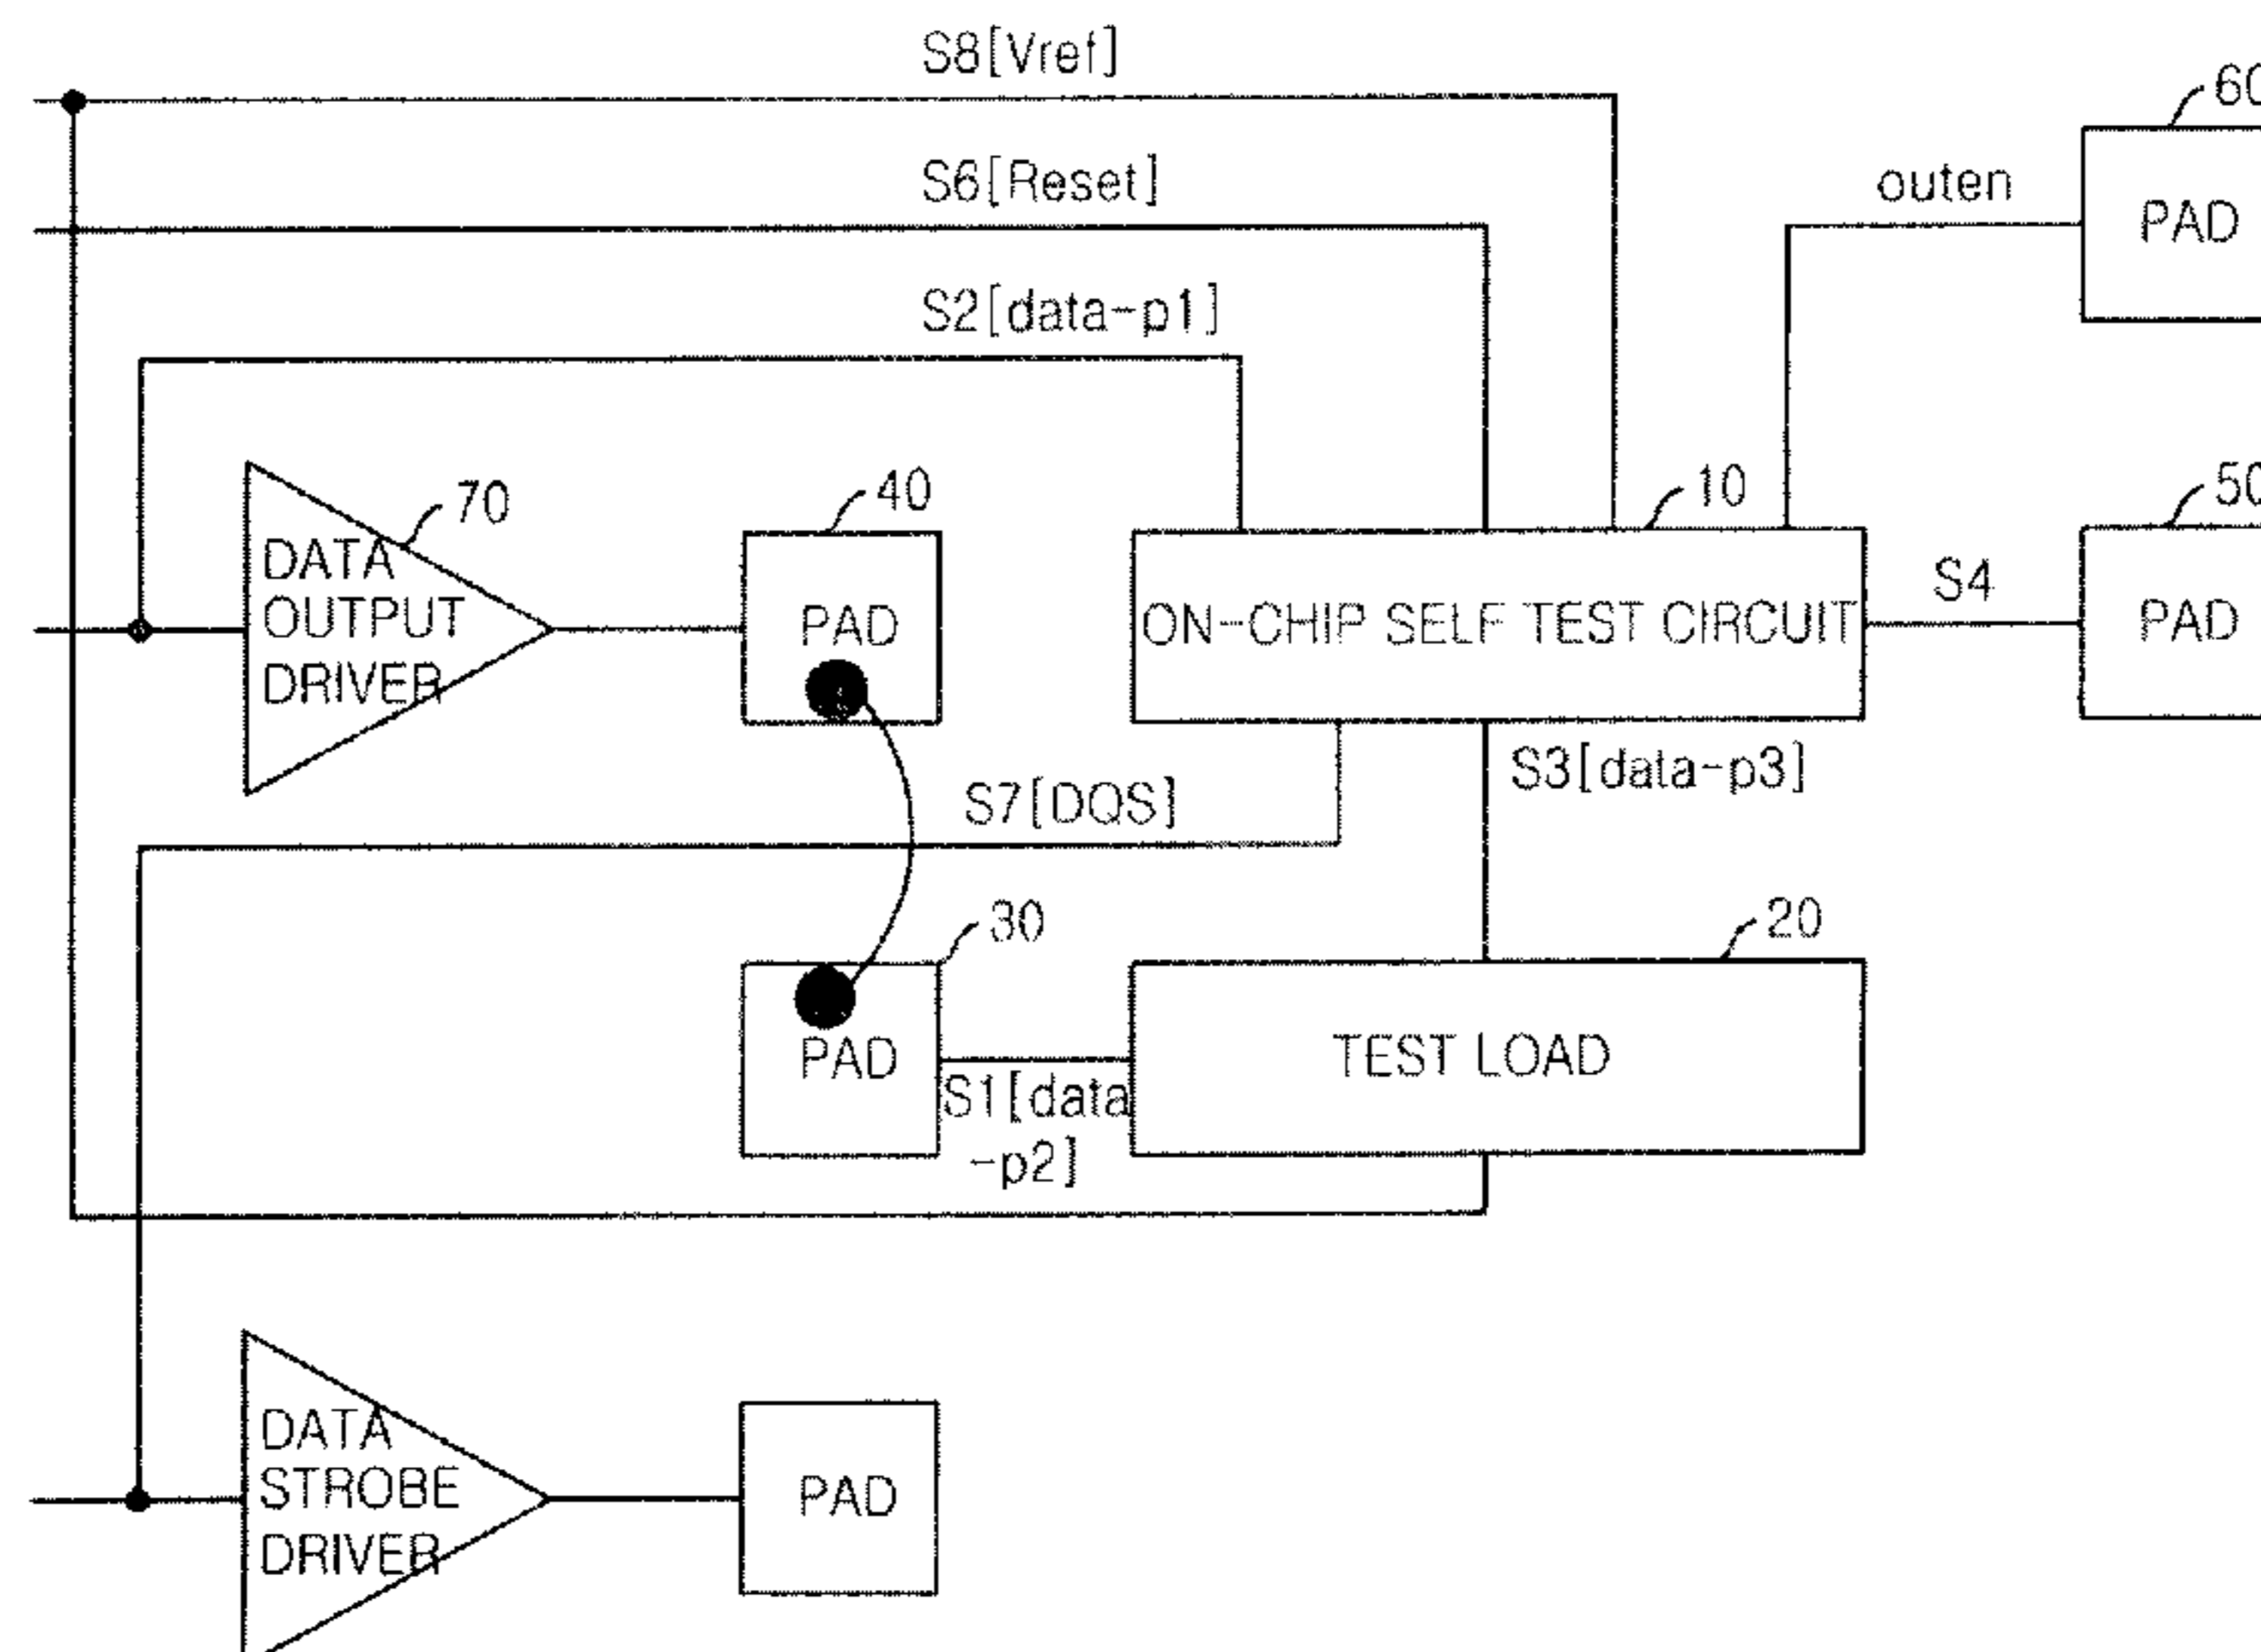 S8[Vref]
60
S6[Reset]
outen
PAD
S2[data-p1]
70
40
10
50
DATA
OUTPUT
DRIVER
PAD
ON-CHIP SELF TEST CIRCUIT
S4
PAD
S3[data-p3]
S7[DQS]
30
20
PAD
TEST LOAD
S1[data
-p2]
DATA
STROBE
DRIVER
PAD